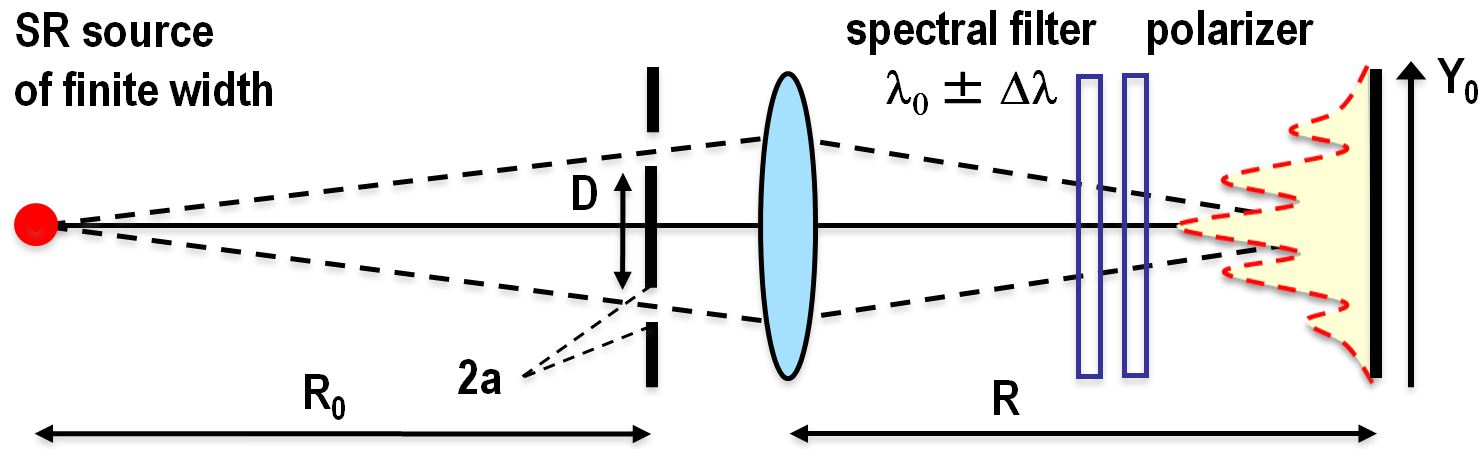 SR source
of finite width
spectral filter
λ₀ ± Δλ
polarizer
Y₀
D
2a
R₀
R